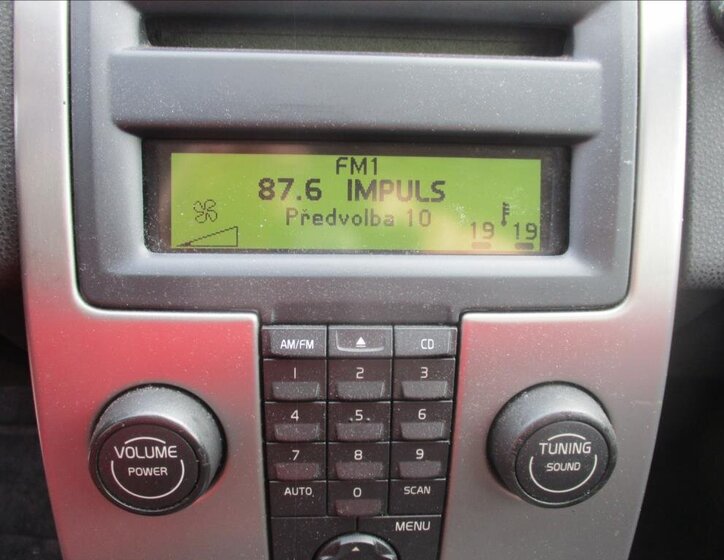 FM1
87.6 IMPULS
Předvolba 10
19 19
AM/FM CD
1 2 3
4 5 6
7 8 9
AUTO 0 SCAN
MENU
VOLUME
POWER
TUNING
SOUND